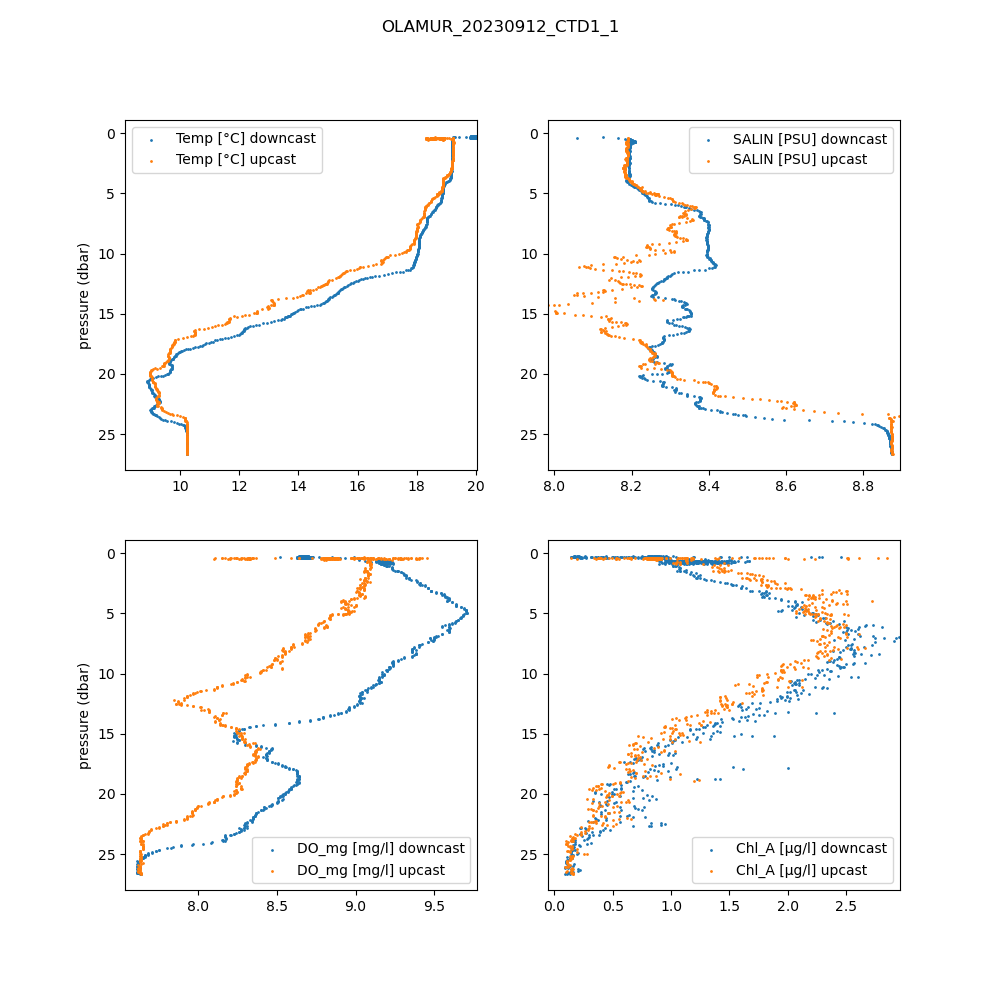 OLAMUR_20230912_CTD1_1
Temp [°C] downcast
Temp [°C] upcast
0
5
10
15
20
25
pressure (dbar)
10 12 14 16 18 20
SALIN [PSU] downcast
SALIN [PSU] upcast
0
5
10
15
20
25
8.0 8.2 8.4 8.6 8.8
DO_mg [mg/l] downcast
DO_mg [mg/l] upcast
0
5
10
15
20
25
pressure (dbar)
8.0 8.5 9.0 9.5
Chl_A [µg/l] downcast
Chl_A [µg/l] upcast
0
5
10
15
20
25
0.0 0.5 1.0 1.5 2.0 2.5